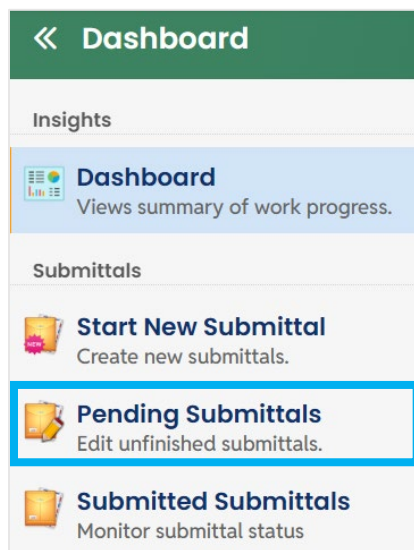 « Dashboard
Insights
Dashboard
Views summary of work progress.
Submittals
Start New Submittal
NEW
Create new submittals.
Pending Submittals
Edit unfinished submittals.
Submitted Submittals
Monitor submittal status